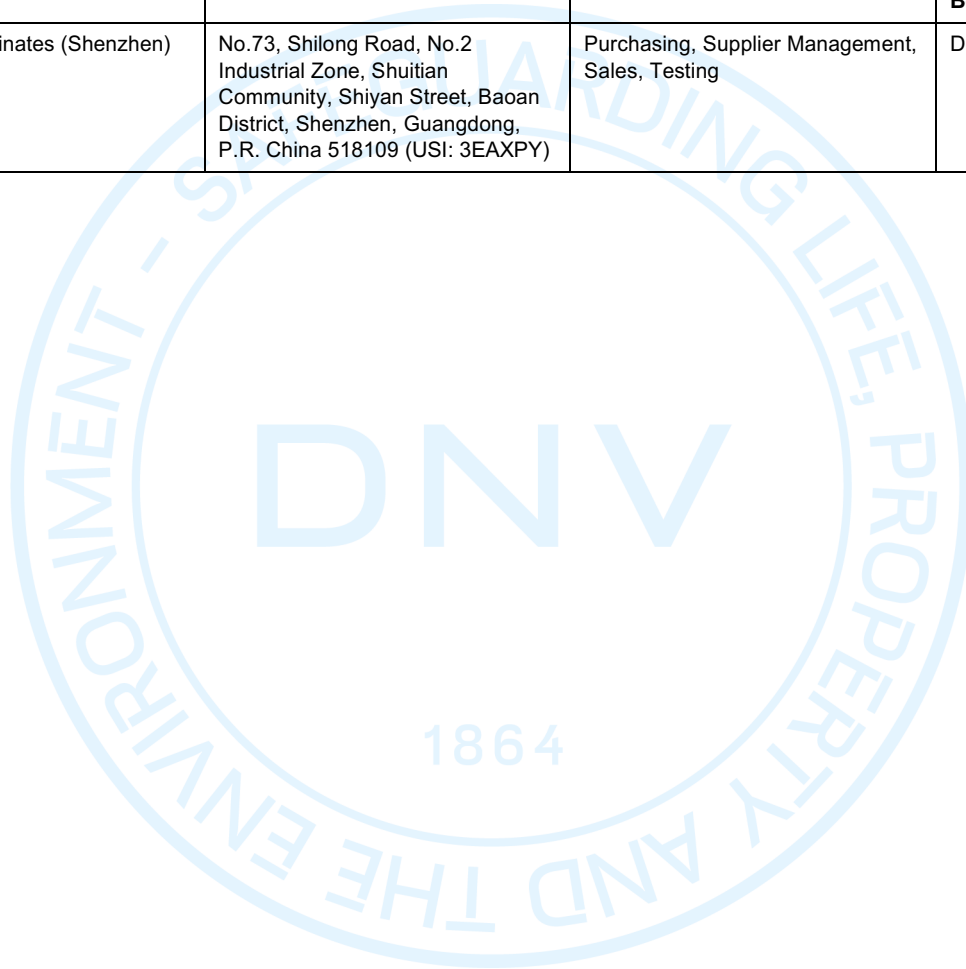 B
inates (Shenzhen)
No.73, Shilong Road, No.2
Industrial Zone, Shuitian
Community, Shiyan Street, Baoan
District, Shenzhen, Guangdong,
P.R. China 518109 (USI: 3EAXPY)
Purchasing, Supplier Management,
Sales, Testing
D
SAFEGUARDING LIFE, PROPERTY AND THE ENVIRONMENT -
DNV
1864